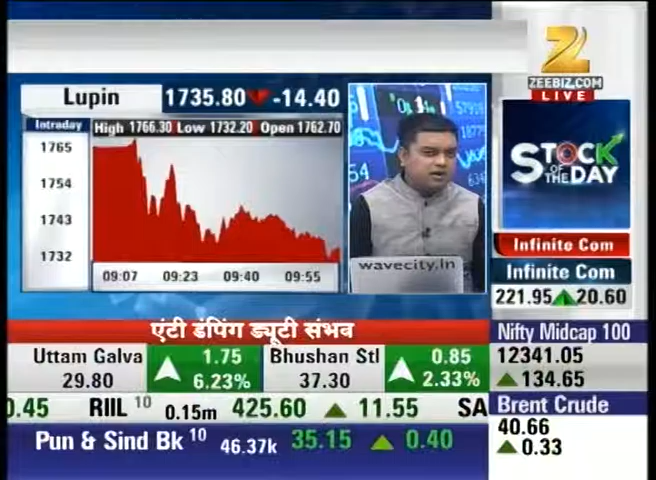 Lupin 1735.80 -14.40
ZEEBIZ.COM
LIVE
Intraday High 1766.30 Low 1732.20 Open 1762.70
1765
1754
1743
1732
09:07 09:23 09:40 09:55
wavecity.in
STOCK
OF THE DAY
Infinite Com
Infinite Com
221.95 20.60
एंटी डंपिंग ड्यूटी संभव
Uttam Galva 1.75 Bhushan Stl 0.85
29.80 6.23% 37.30 2.33%
Nifty Midcap 100
12341.05
134.65
0.45 RIIL 10 0.15m 425.60 11.55 SA
Brent Crude
40.66
0.33
Pun & Sind Bk 10 46.37k 35.15 0.40